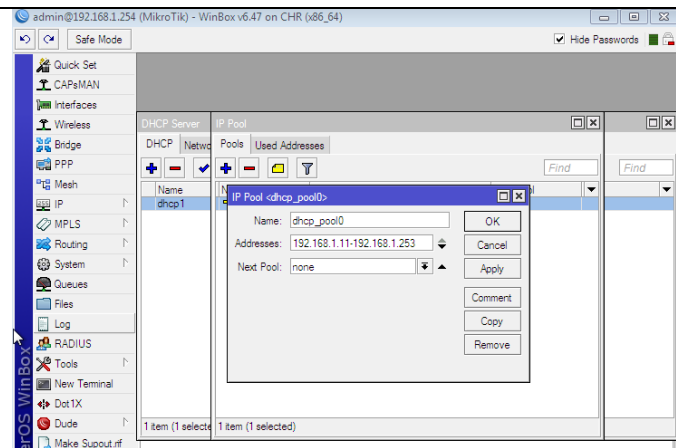 admin@192.168.1.254 (MikroTik) - WinBox v6.47 on CHR (x86_64)
Safe Mode
Hide Passwords
Quick Set
CAPsMAN
Interfaces
Wireless
Bridge
PPP
Mesh
IP
MPLS
Routing
System
Queues
Files
Log
RADIUS
Tools
New Terminal
Dot1X
Dude
Make Supout.rif
WinBox
DHCP Server
DHCP
Name
dhcp1
IP Pool
Pools Used Addresses
Find
Find
IP Pool <dhcp_pool0>
Name: dhcp_pool0
Addresses: 192.168.1.11-192.168.1.253
Next Pool: none
OK
Cancel
Apply
Comment
Copy
Remove
1 item (1 selecte
1 item (1 selected)